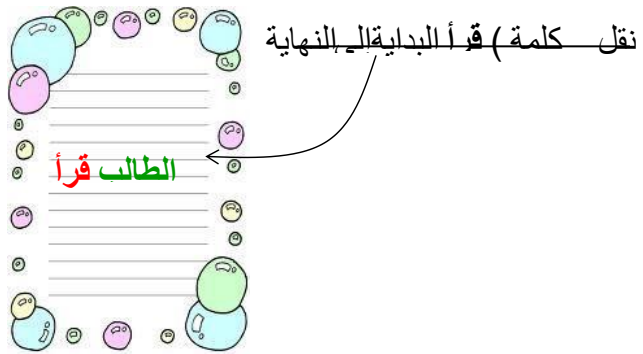 نقل كلمة ) قرأ البداية إلى النهاية
الطالب قرأ